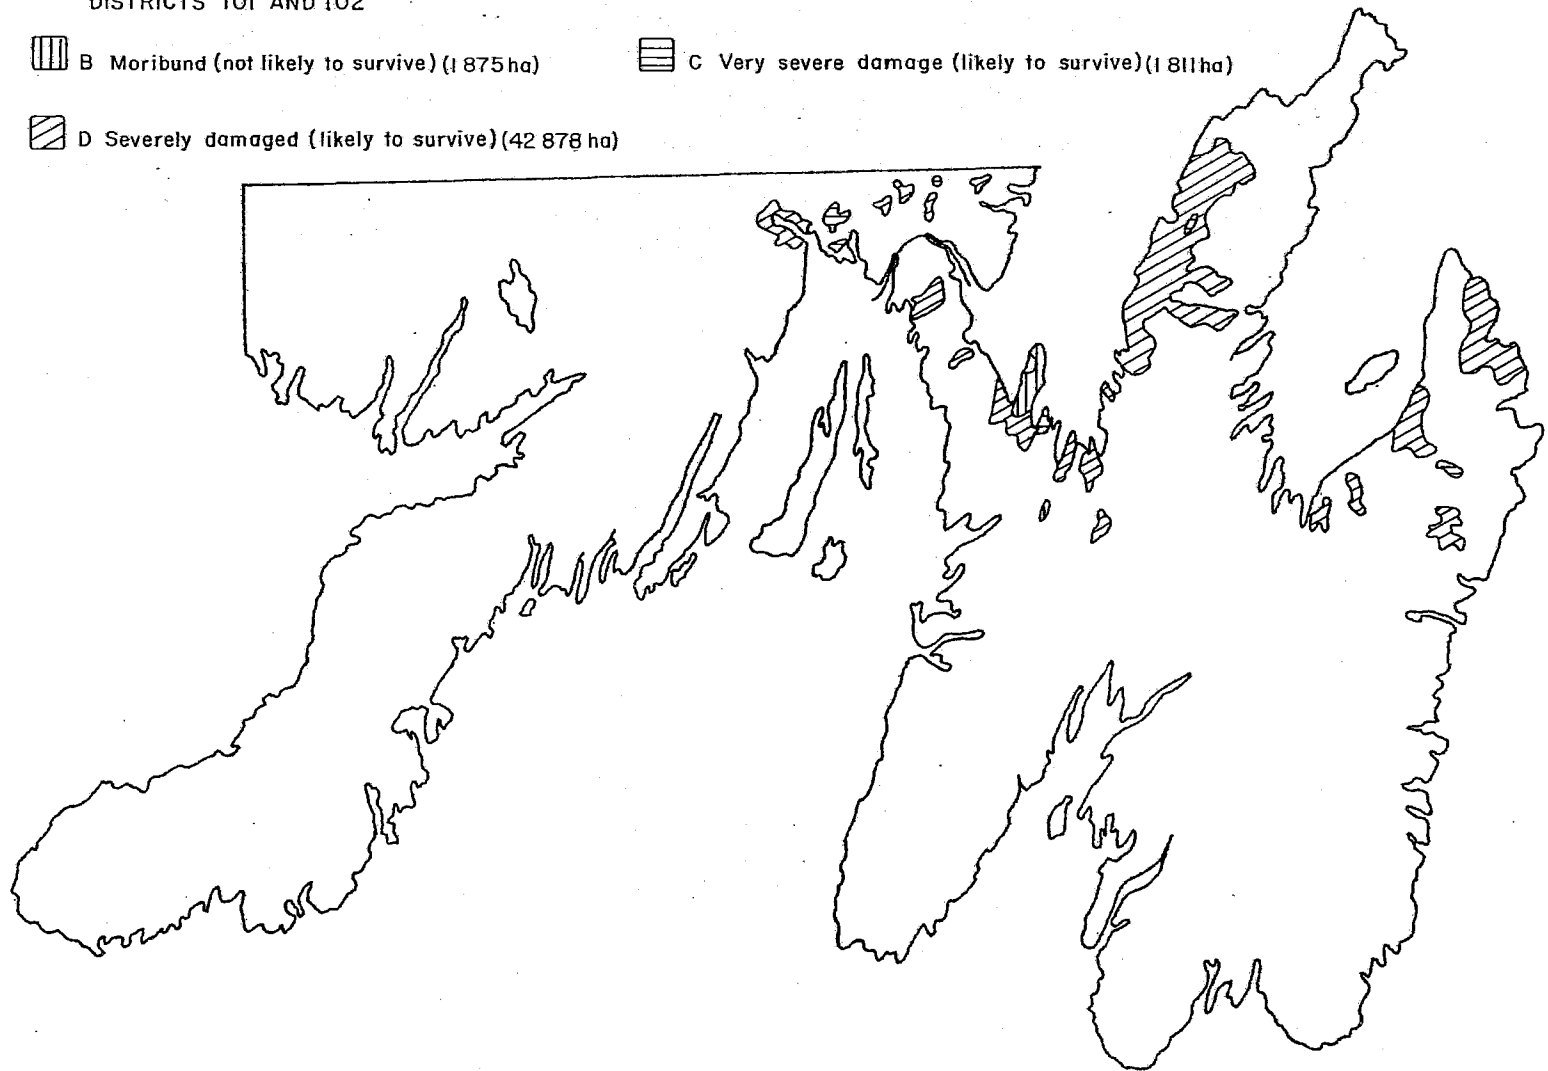 DISTRICTS 101 AND 102
B Moribund (not likely to survive) (1 875 ha)
C Very severe damage (likely to survive) (1 811 ha)
D Severely damaged (likely to survive) (42 878 ha)